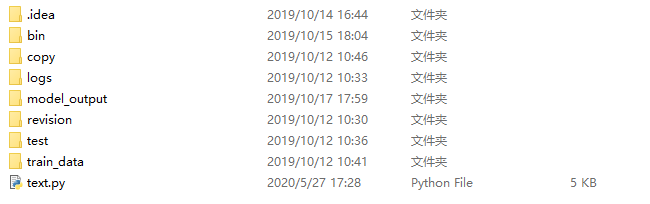 .idea 2019/10/14 16:44 文件夹
bin 2019/10/15 18:04 文件夹
copy 2019/10/12 10:46 文件夹
logs 2019/10/12 10:33 文件夹
model_output 2019/10/17 17:59 文件夹
revision 2019/10/12 10:30 文件夹
test 2019/10/12 10:36 文件夹
train_data 2019/10/12 10:41 文件夹
text.py 2020/5/27 17:28 Python File 5 KB